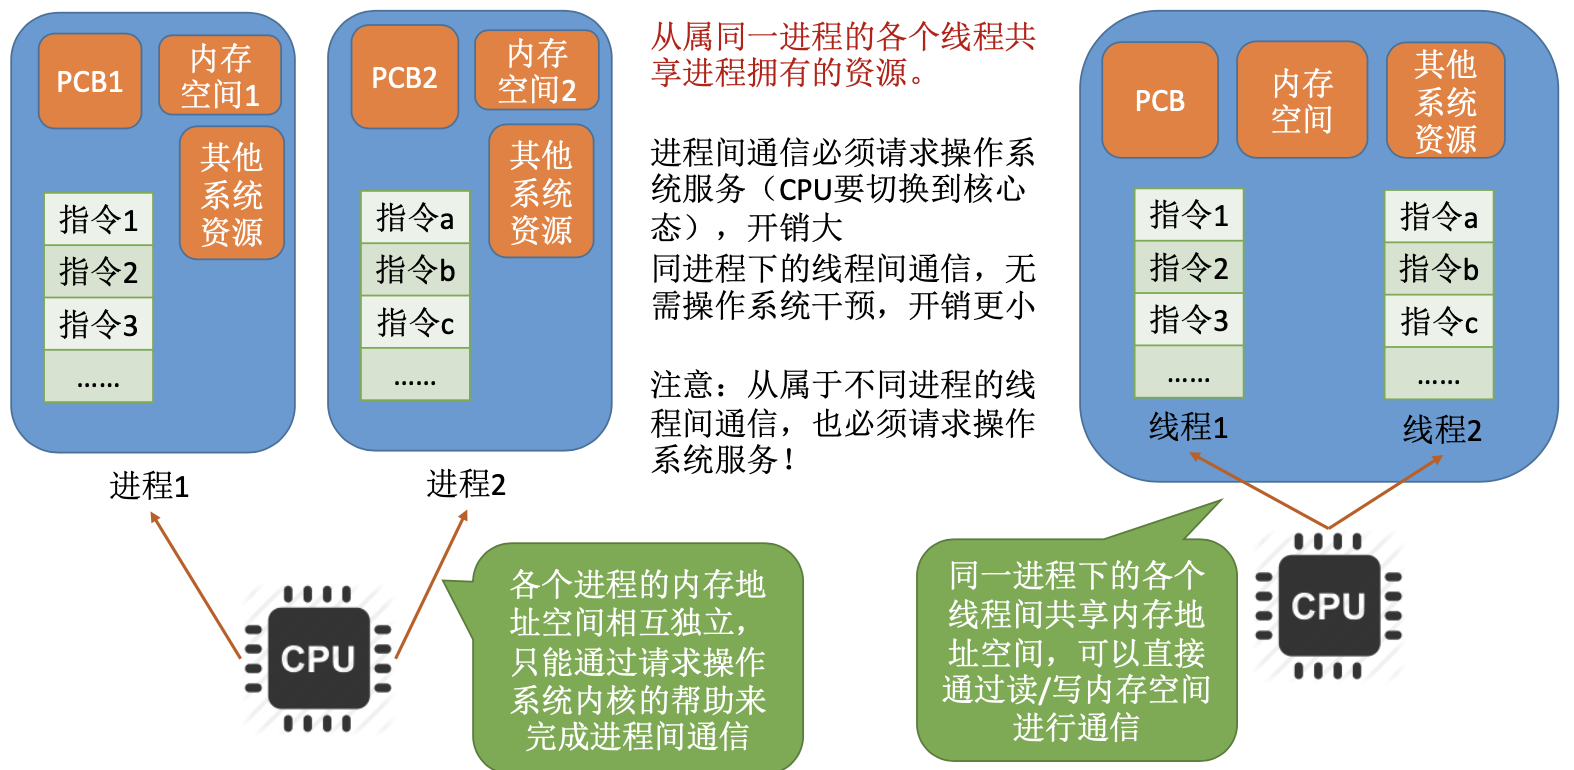 PCB1
内存
空间1
其他
系统
资源
指令1
指令2
指令3
……
进程1
PCB2
内存
空间2
其他
系统
资源
指令a
指令b
指令c
……
进程2
CPU
各个进程的内存地
址空间相互独立，
只能通过请求操作
系统内核的帮助来
完成进程间通信
从属同一进程的各个线程共
享进程拥有的资源。
进程间通信必须请求操作系
统服务（CPU要切换到核心
态），开销大
同进程下的线程间通信，无
需操作系统干预，开销更小
注意：从属于不同进程的线
程间通信，也必须请求操作
系统服务！
PCB
内存
空间
其他
系统
资源
指令1
指令2
指令3
……
线程1
指令a
指令b
指令c
……
线程2
同一进程下的各个
线程间共享内存地
址空间，可以直接
通过读/写内存空间
进行通信
CPU